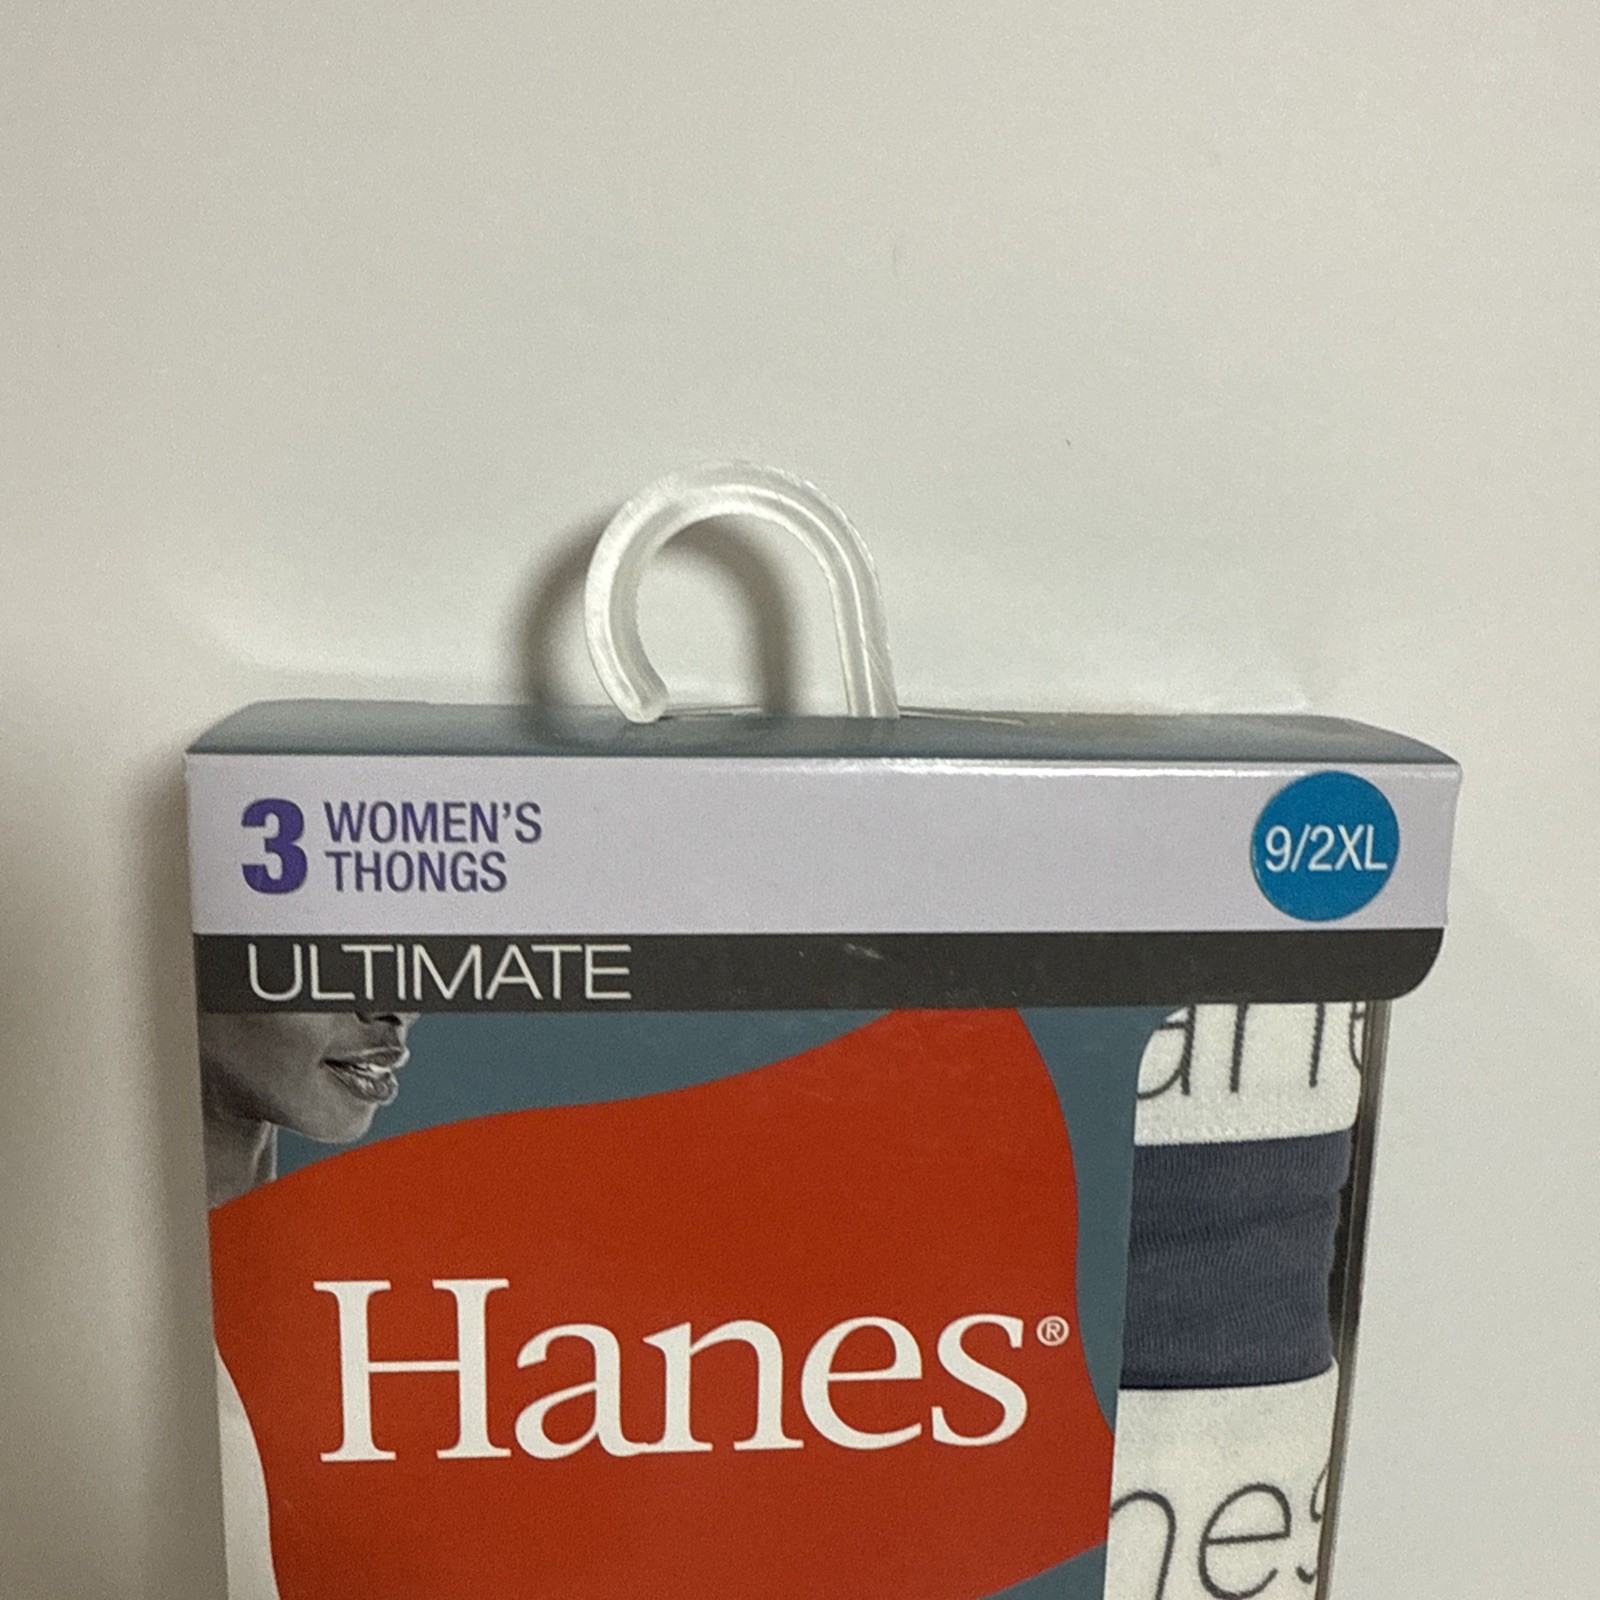 3 WOMEN'S
THONGS
9/2XL
ULTIMATE
Hanes®